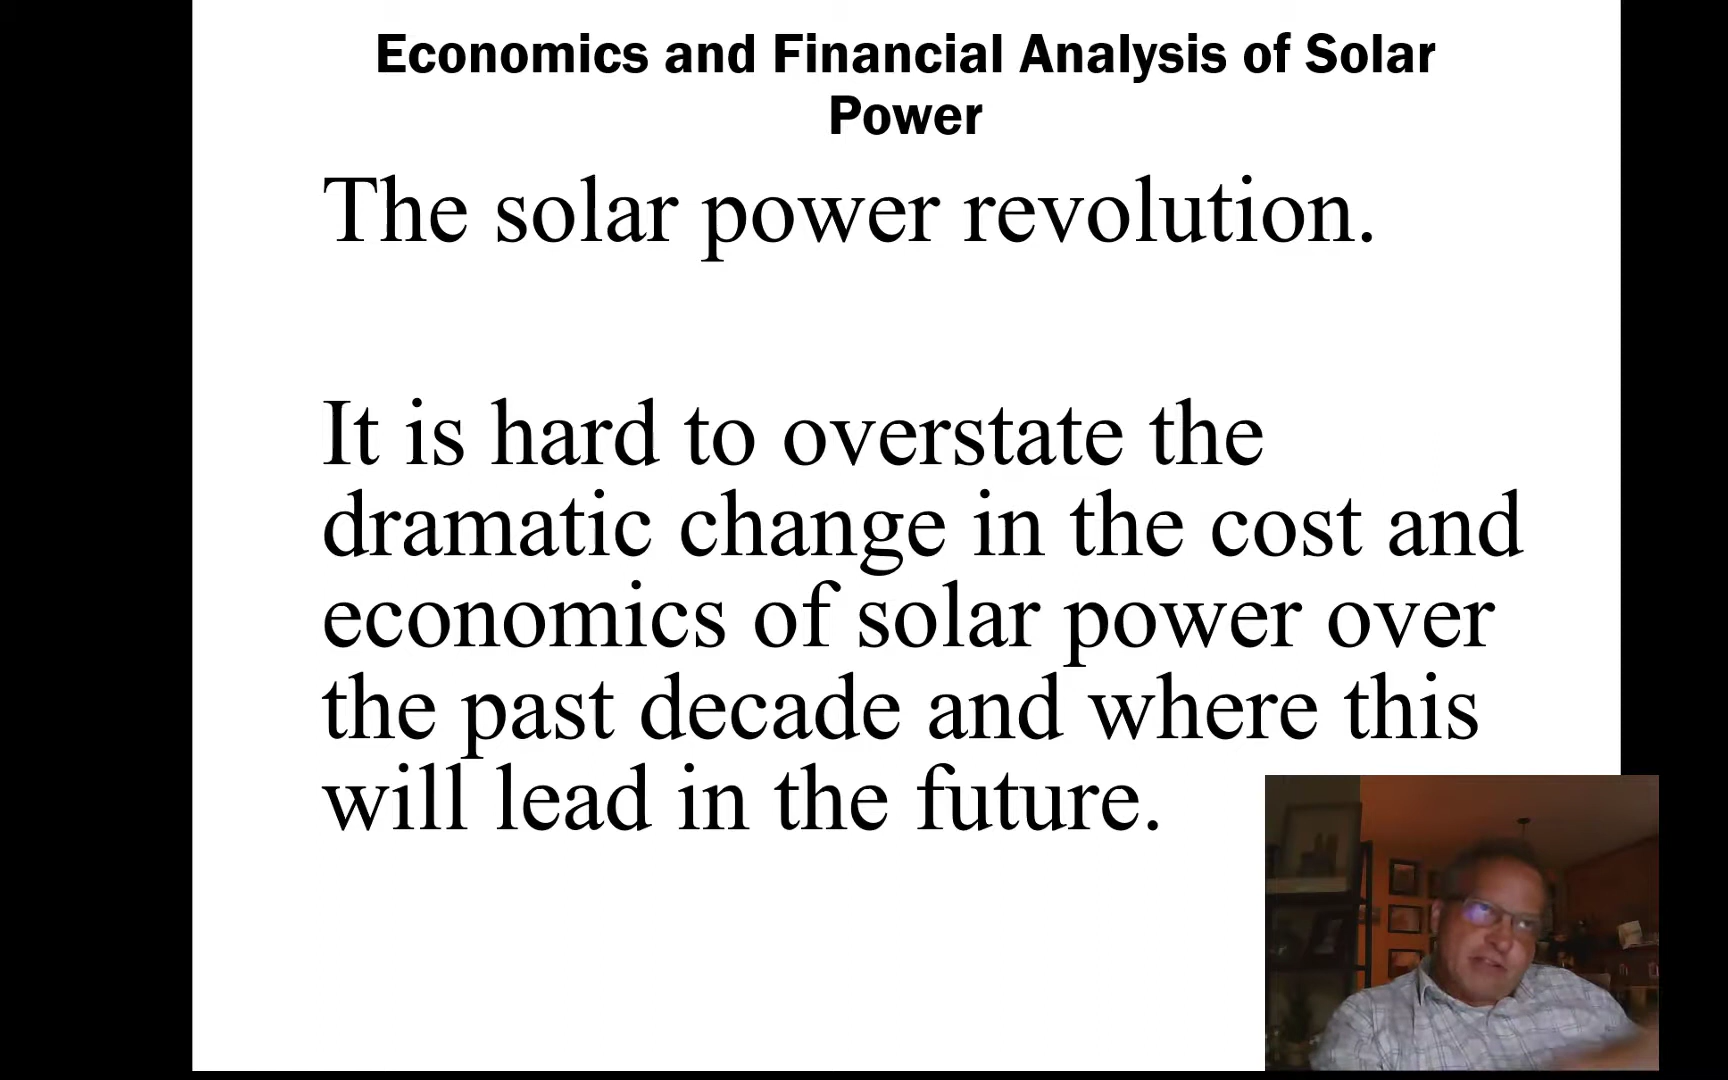 Economics and Financial Analysis of Solar
Power
The solar power revolution.
It is hard to overstate the
dramatic change in the cost and
economics of solar power over
the past decade and where this
will lead in the future.